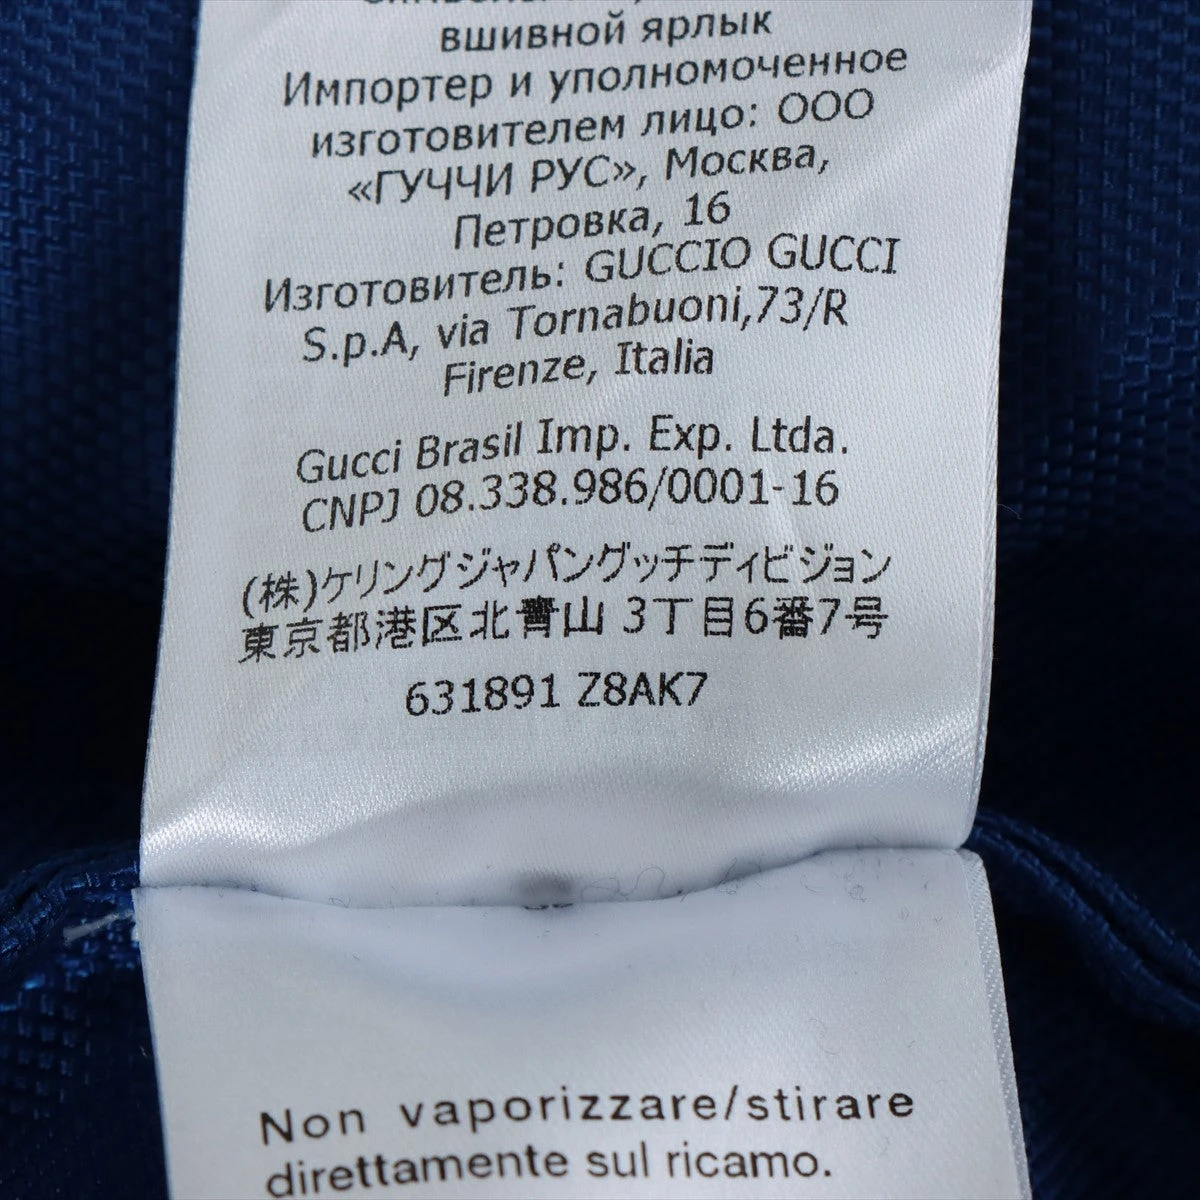 вшивной ярлык
Импортер и уполномоченное
изготовителем лицо: ООО
«ГУЧЧИ РУС», Москва,
Петровка, 16
Изготовитель: GUCCIO GUCCI
S.p.A, via Tornabuoni,73/R
Firenze, Italia
Gucci Brasil Imp. Exp. Ltda.
CNPJ 08.338.986/0001-16
(株)ケリングジャパングッチディビジョン
東京都港区北青山 3丁目6番7号
631891 Z8AK7
Non vaporizzare/stirare
direttamente sul ricamo.